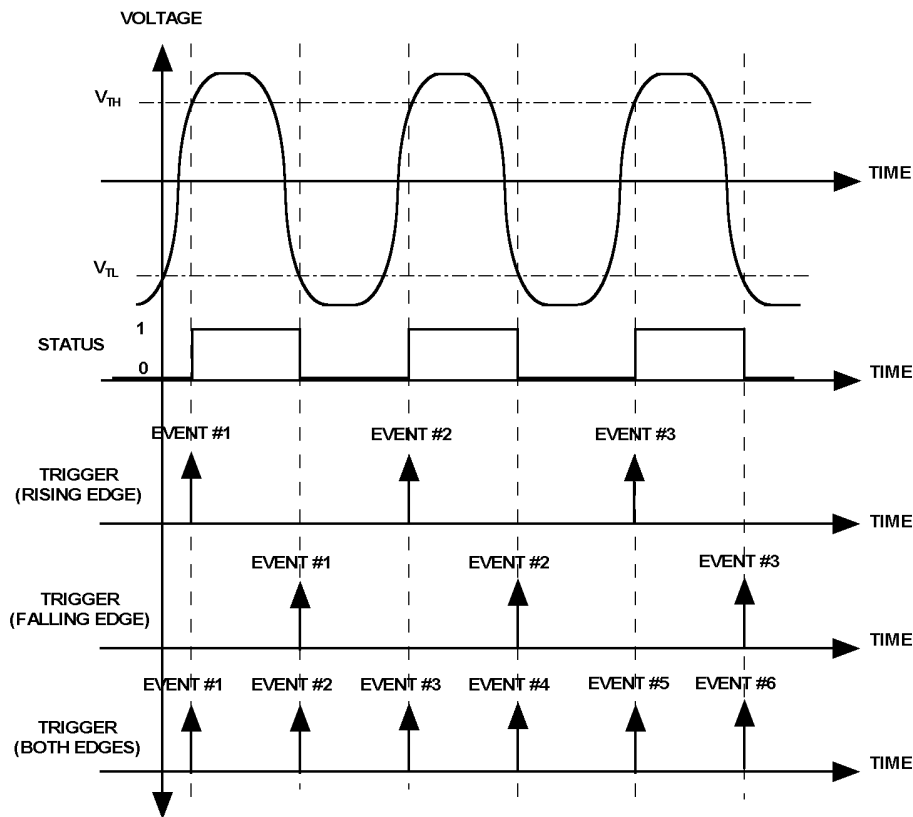 VOLTAGE
VTH
TIME
VTL
1
STATUS
0
TIME
EVENT #1 EVENT #2 EVENT #3
TRIGGER
(RISING EDGE)
TIME
EVENT #1 EVENT #2 EVENT #3
TRIGGER
(FALLING EDGE)
TIME
EVENT #1 EVENT #2 EVENT #3 EVENT #4 EVENT #5 EVENT #6
TRIGGER
(BOTH EDGES)
TIME